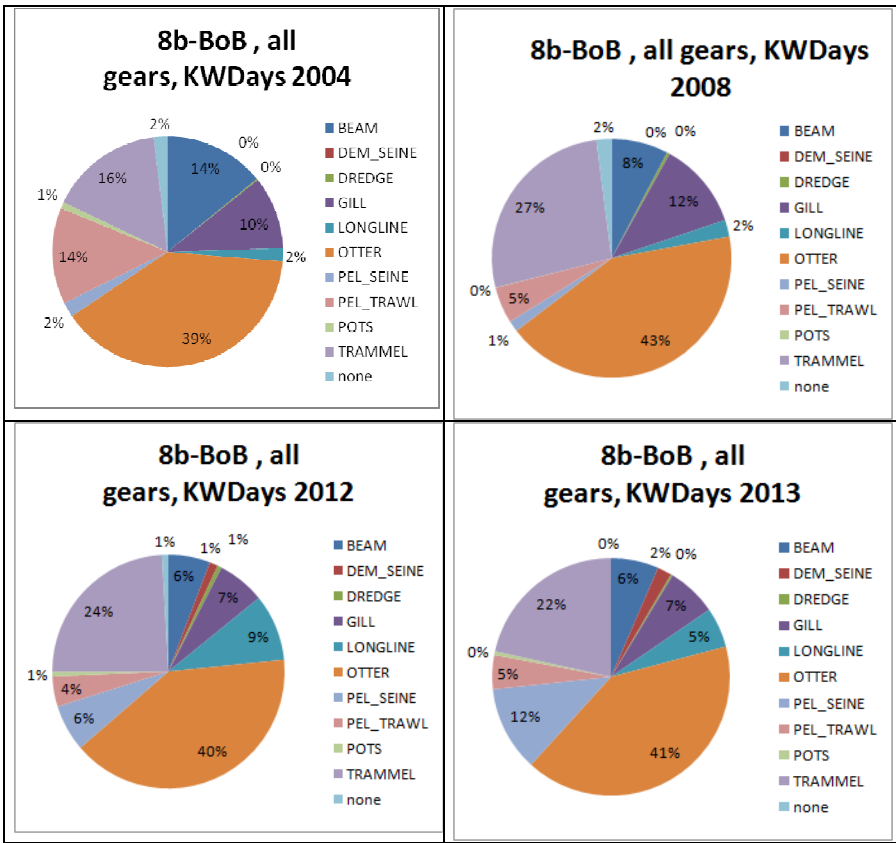 8b-BoB , all
gears, KWDays 2004
2%
0%
0%
14%
10%
2%
39%
2%
14%
1%
16%
BEAM
DEM_SEINE
DREDGE
GILL
LONGLINE
OTTER
PEL_SEINE
PEL_TRAWL
POTS
TRAMMEL
none
8b-BoB , all gears, KWDays
2008
2%
0%
0%
8%
12%
2%
43%
1%
5%
0%
27%
BEAM
DEM_SEINE
DREDGE
GILL
LONGLINE
OTTER
PEL_SEINE
PEL_TRAWL
POTS
TRAMMEL
none
8b-BoB , all
gears, KWDays 2012
1%
1%
1%
6%
7%
9%
40%
6%
4%
1%
24%
BEAM
DEM_SEINE
DREDGE
GILL
LONGLINE
OTTER
PEL_SEINE
PEL_TRAWL
POTS
TRAMMEL
none
8b-BoB , all
gears, KWDays 2013
0%
2%
0%
6%
7%
5%
41%
12%
5%
0%
22%
BEAM
DEM_SEINE
DREDGE
GILL
LONGLINE
OTTER
PEL_SEINE
PEL_TRAWL
POTS
TRAMMEL
none